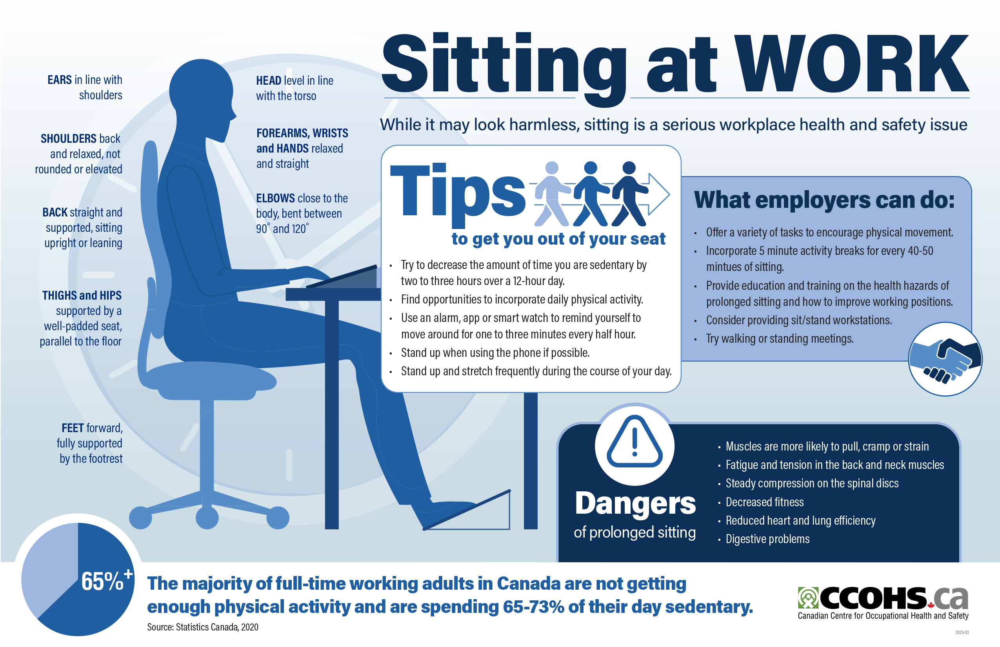 Sitting at WORK
While it may look harmless, sitting is a serious workplace health and safety issue
EARS in line with
shoulders
SHOULDERS back
and relaxed, not
rounded or elevated
BACK straight and
supported, sitting
upright or leaning
THIGHS and HIPS
supported by a
well-padded seat,
parallel to the floor
FEET forward,
fully supported
by the footrest
HEAD level in line
with the torso
FOREARMS, WRISTS
and HANDS relaxed
and straight
ELBOWS close to the
body, bent between
90° and 120°
Tips
to get you out of your seat
· Try to decrease the amount of time you are sedentary by
two to three hours over a 12-hour day.
· Find opportunities to incorporate daily physical activity.
· Use an alarm, app or smart watch to remind yourself to
move around for one to three minutes every half hour.
· Stand up when using the phone if possible.
· Stand up and stretch frequently during the course of your day.
What employers can do:
· Offer a variety of tasks to encourage physical movement.
· Incorporate 5 minute activity breaks for every 40-50
mintues of sitting.
· Provide education and training on the health hazards of
prolonged sitting and how to improve working positions.
· Consider providing sit/stand workstations.
· Try walking or standing meetings.
Dangers
of prolonged sitting
· Muscles are more likely to pull, cramp or strain
· Fatigue and tension in the back and neck muscles
· Steady compression on the spinal discs
· Decreased fitness
· Reduced heart and lung efficiency
· Digestive problems
65%+
The majority of full-time working adults in Canada are not getting
enough physical activity and are spending 65-73% of their day sedentary.
Source: Statistics Canada, 2020
CCOHS.ca
Canadian Centre for Occupational Health and Safety
2023-03